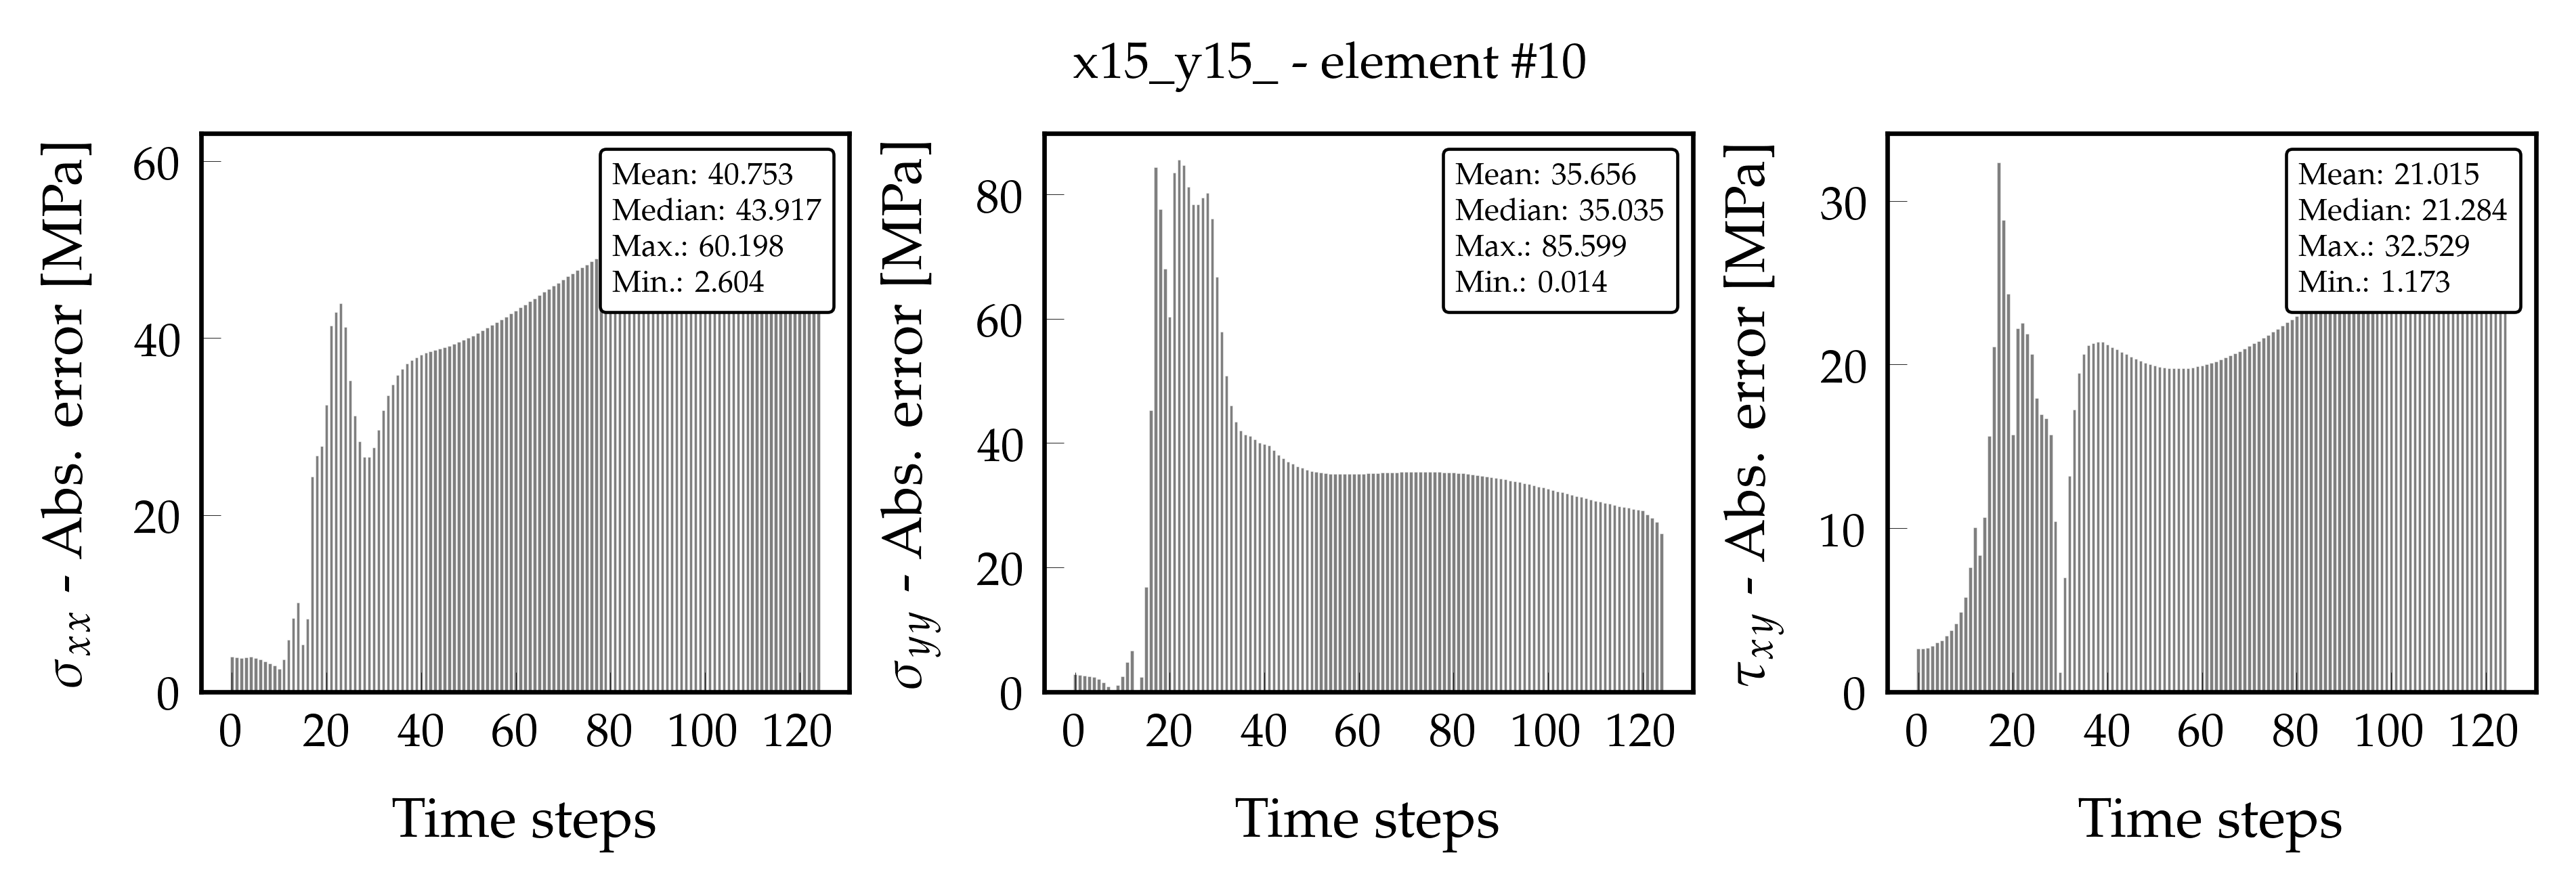 x15_y15_ - element #10
σxx - Abs. error [MPa]
60
40
20
0
Mean: 40.753
Median: 43.917
Max.: 60.198
Min.: 2.604
0 20 40 60 80 100 120
Time steps
σyy - Abs. error [MPa]
80
60
40
20
0
Mean: 35.656
Median: 35.035
Max.: 85.599
Min.: 0.014
0 20 40 60 80 100 120
Time steps
τxy - Abs. error [MPa]
30
20
10
0
Mean: 21.015
Median: 21.284
Max.: 32.529
Min.: 1.173
0 20 40 60 80 100 120
Time steps